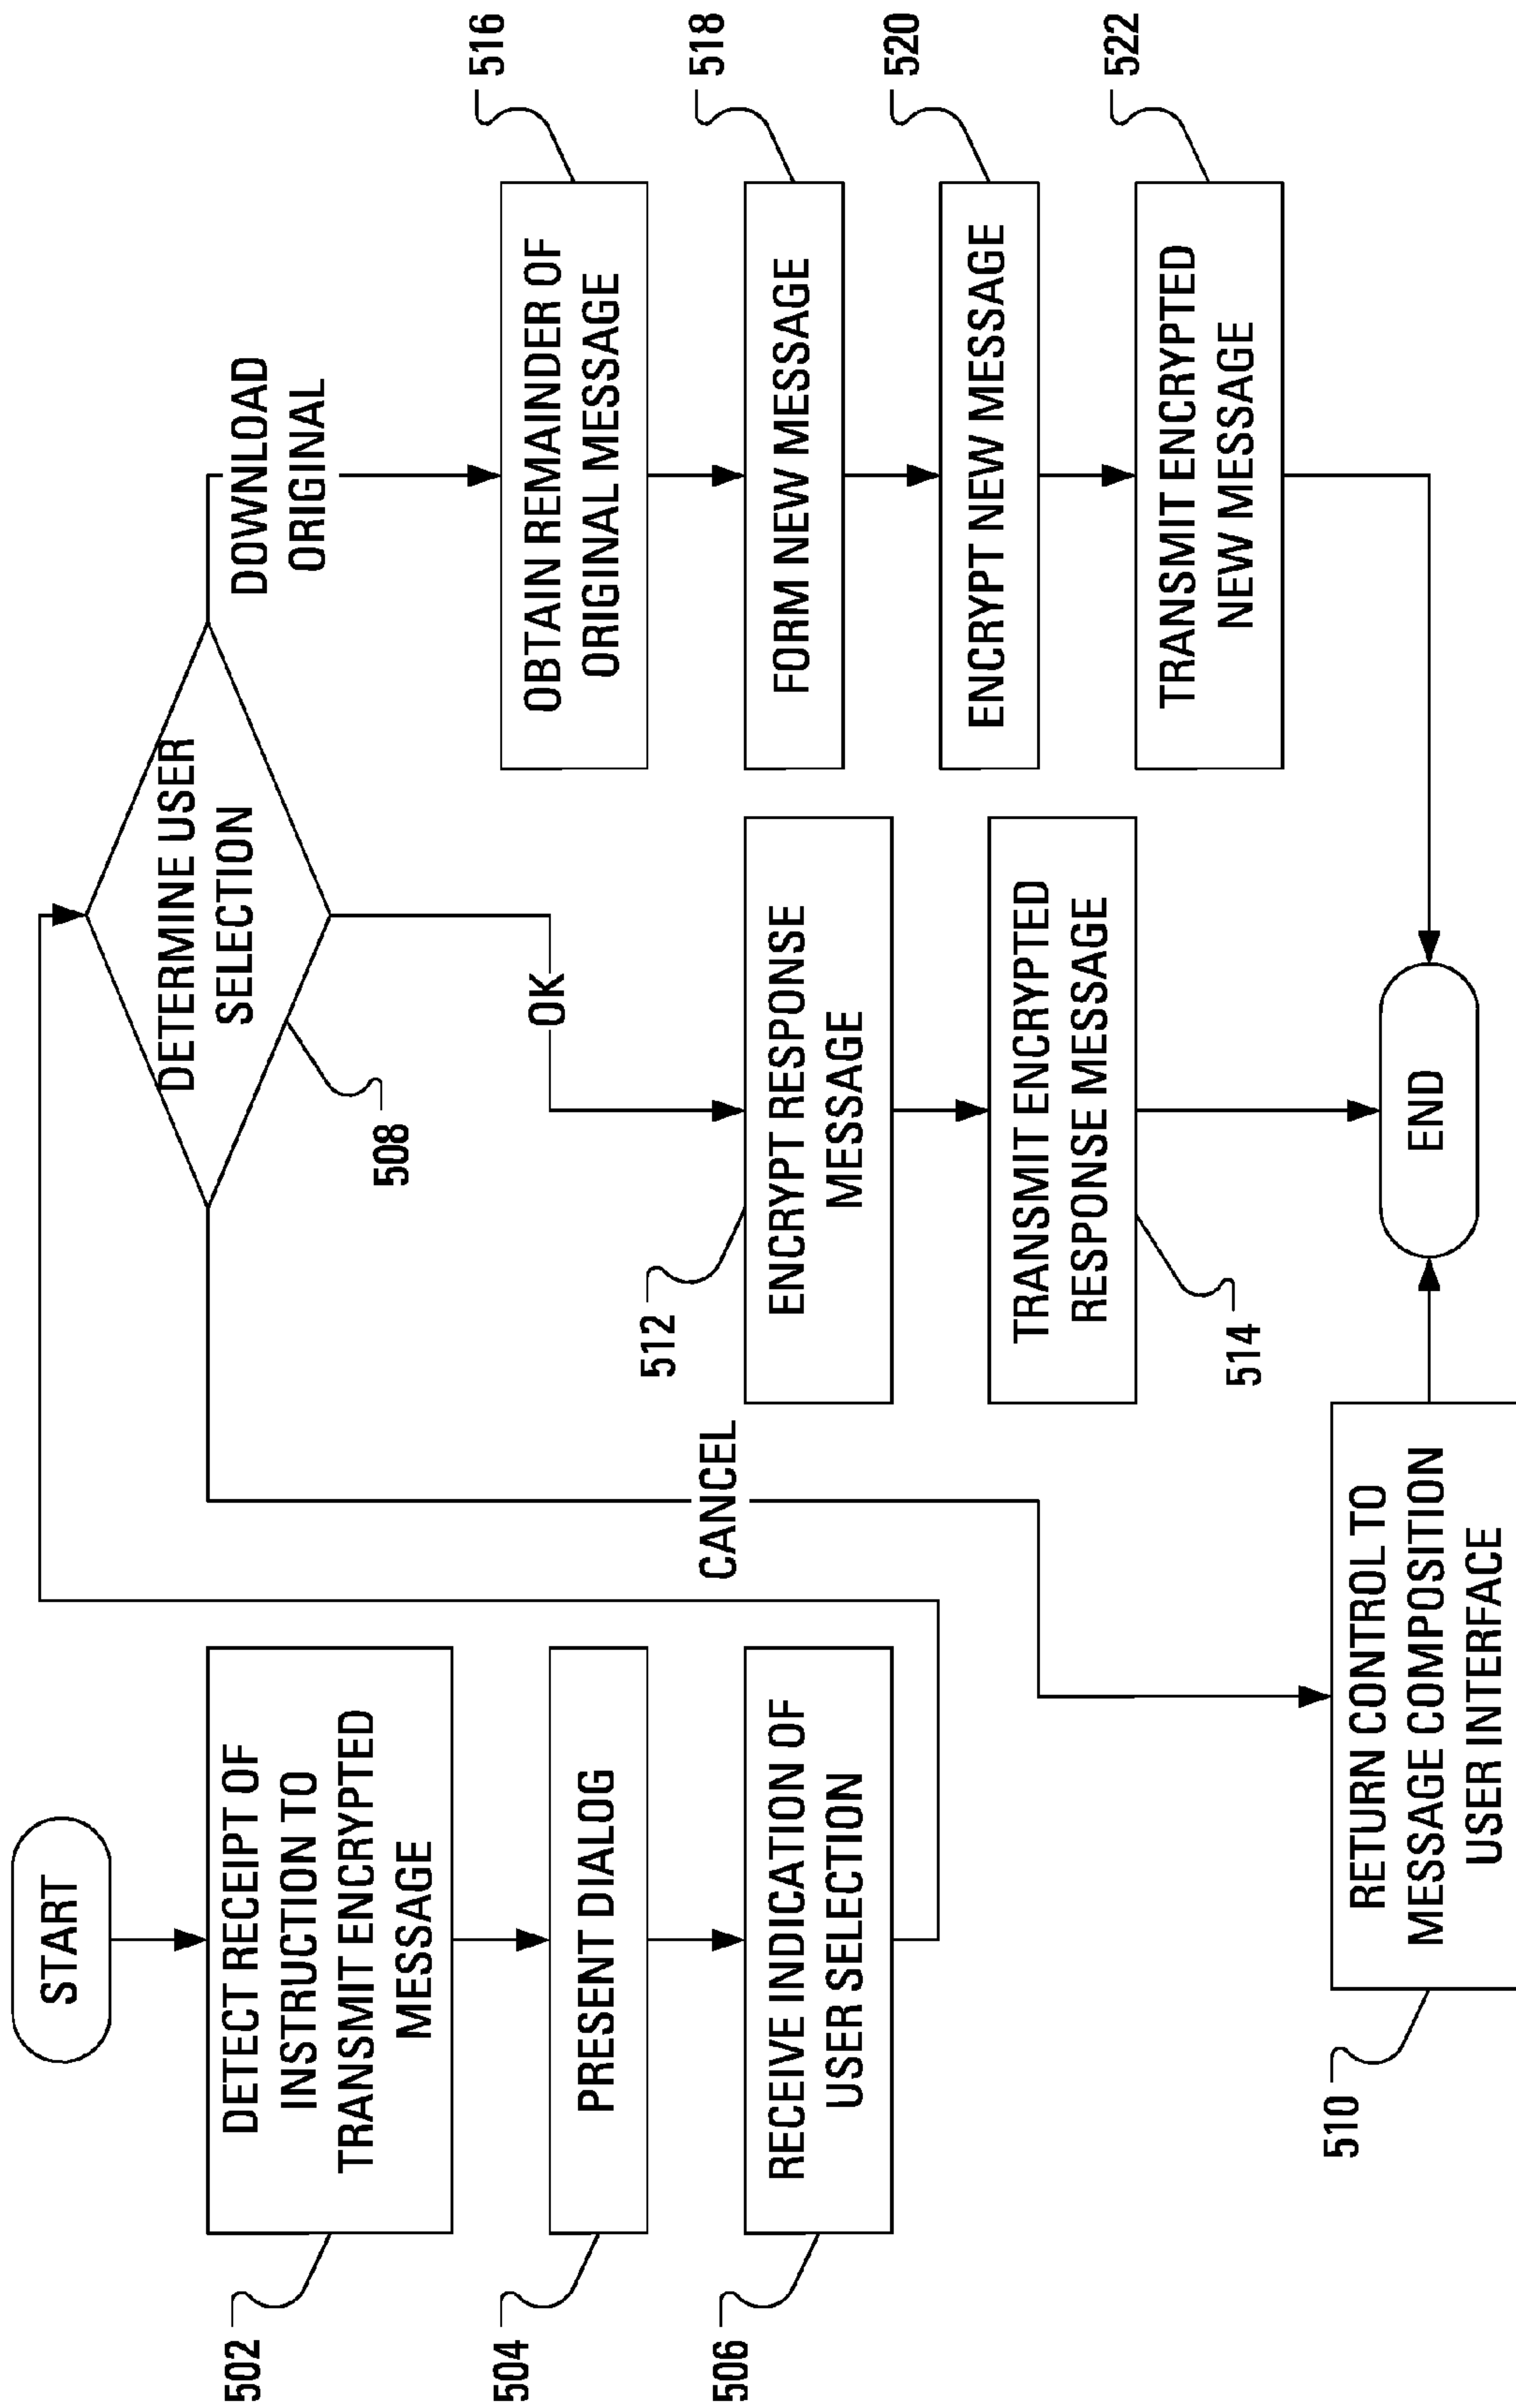 START
DETECT RECEIPT OF
INSTRUCTION TO
TRANSMIT ENCRYPTED
MESSAGE
502
PRESENT DIALOG
504
RECEIVE INDICATION OF
USER SELECTION
506
DETERMINE USER
SELECTION
508
CANCEL
RETURN CONTROL TO
MESSAGE COMPOSITION
USER INTERFACE
510
OK
ENCRYPT RESPONSE
MESSAGE
512
TRANSMIT ENCRYPTED
RESPONSE MESSAGE
514
DOWNLOAD
ORIGINAL
OBTAIN REMAINDER OF
ORIGINAL MESSAGE
516
FORM NEW MESSAGE
518
ENCRYPT NEW MESSAGE
520
TRANSMIT ENCRYPTED
NEW MESSAGE
522
END